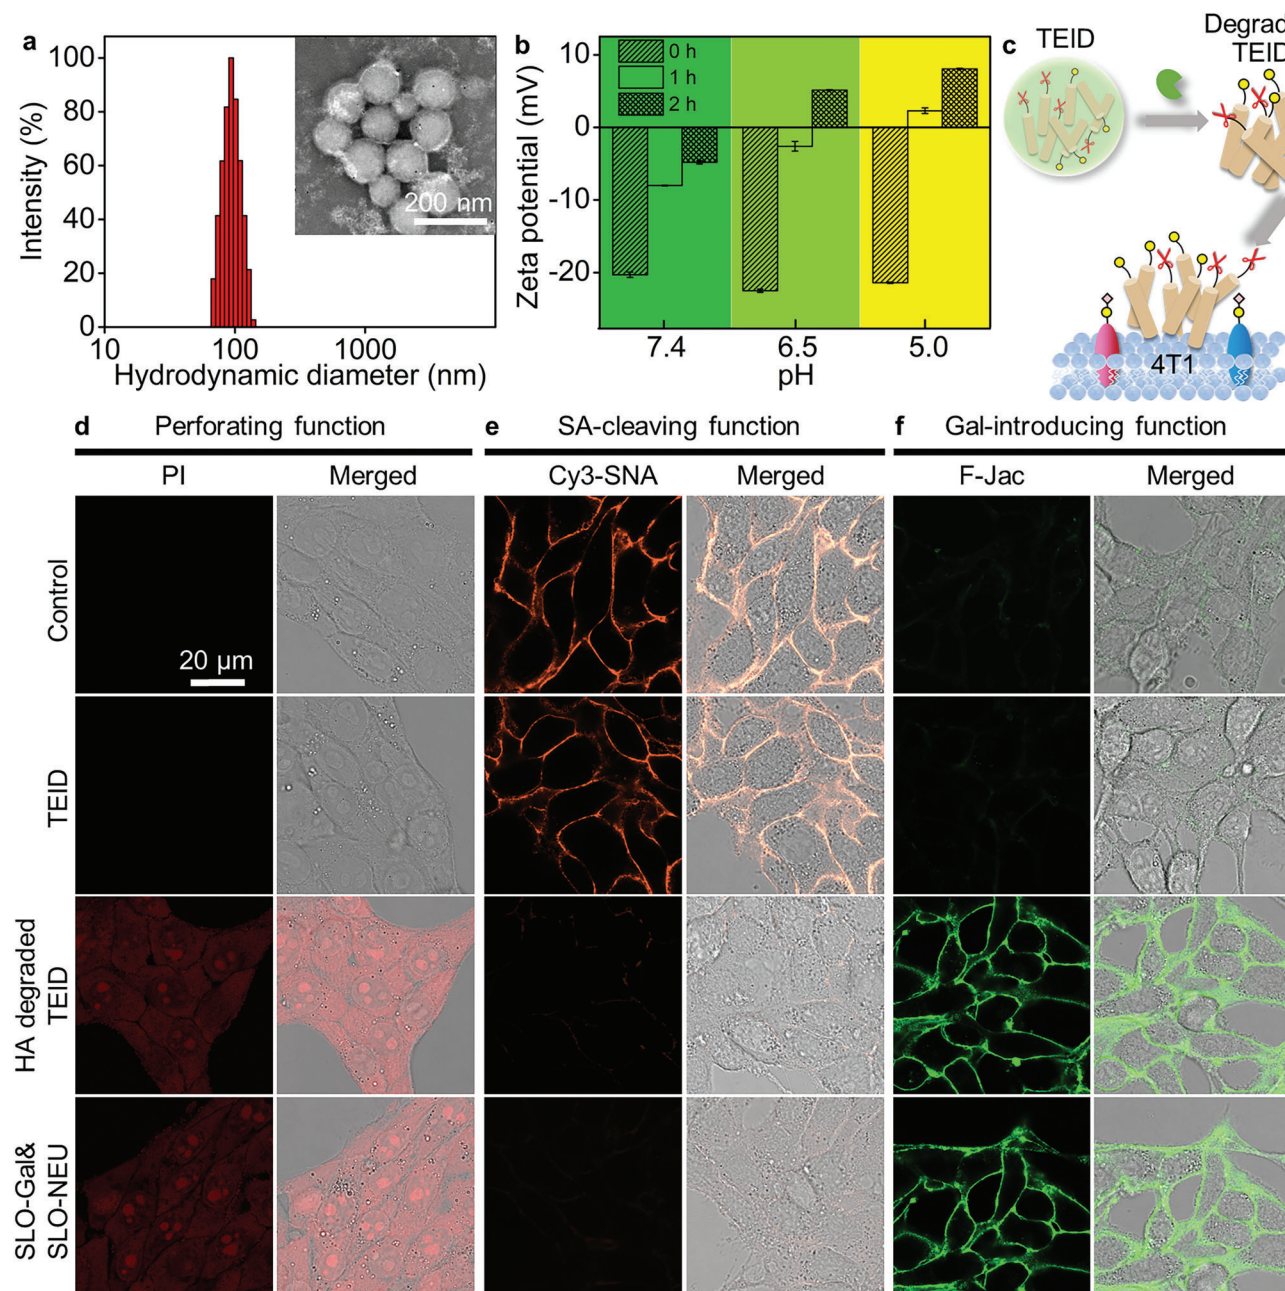 a
Intensity (%)
100
80
60
40
20
0
10
100
1000
Hydrodynamic diameter (nm)
200 nm
b
Zeta potential (mV)
10
0
-10
-20
0 h
1 h
2 h
7.4
6.5
5.0
pH
c
TEID
Degrad
TEID
4T1
d Perforating function
PI Merged
e SA-cleaving function
Cy3-SNA Merged
f Gal-introducing function
F-Jac Merged
Control
20 μm
TEID
HA degraded
TEID
SLO-Gal&
SLO-NEU